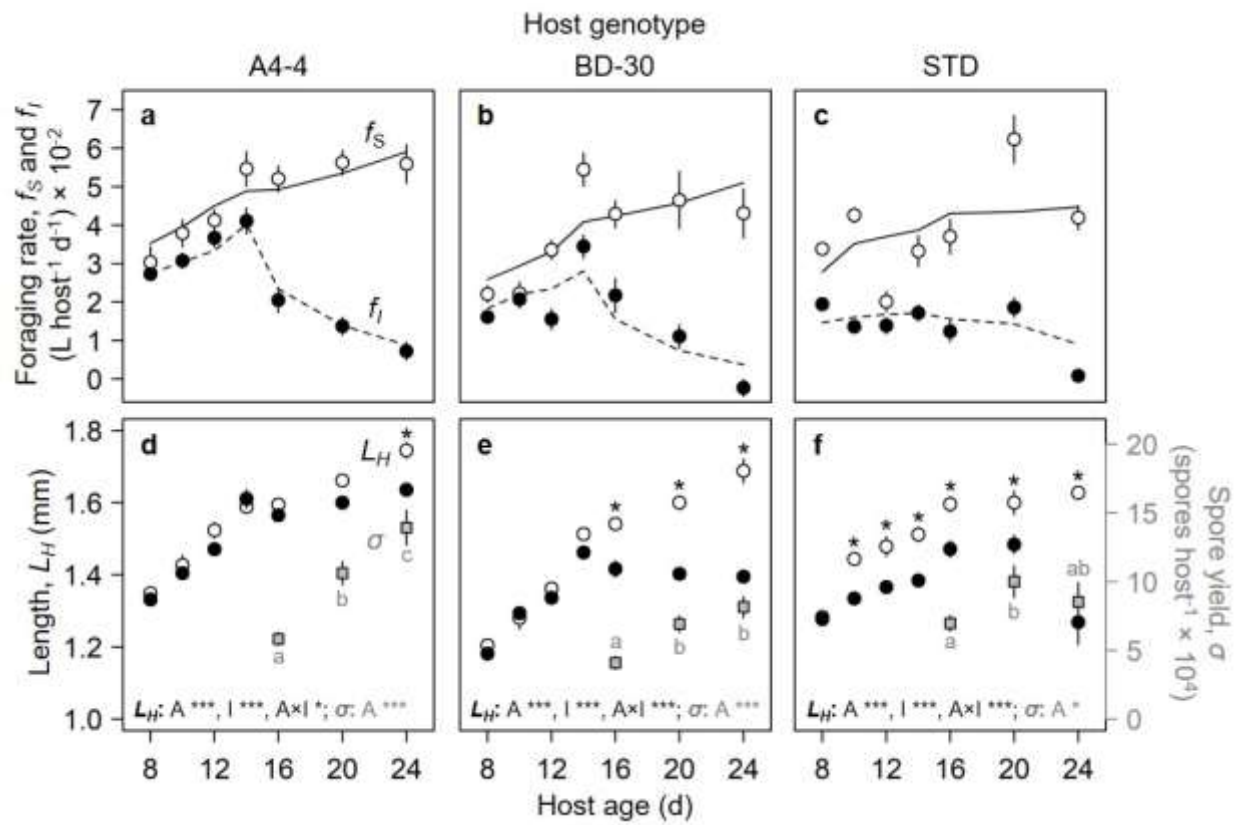 Host genotype
A4-4
BD-30
STD
Foraging rate, fS and fI
(L host-1 d-1) × 10-2
7
6
5
4
3
2
1
0
a
fS
fI
b
c
Length, LH (mm)
1.8
1.6
1.4
1.2
1.0
d
LH
*
σ
a
b
c
LH: A ***, I ***, A×I *; σ: A ***
e
*
*
*
a
b
b
LH: A ***, I ***, A×I ***; σ: A ***
f
*
*
*
*
*
*
a
b
ab
LH: A ***, I ***, A×I ***; σ: A *
20
15
10
5
0
Spore yield, σ
(spores host-1 × 104)
8 12 16 20 24
8 12 16 20 24
8 12 16 20 24
Host age (d)